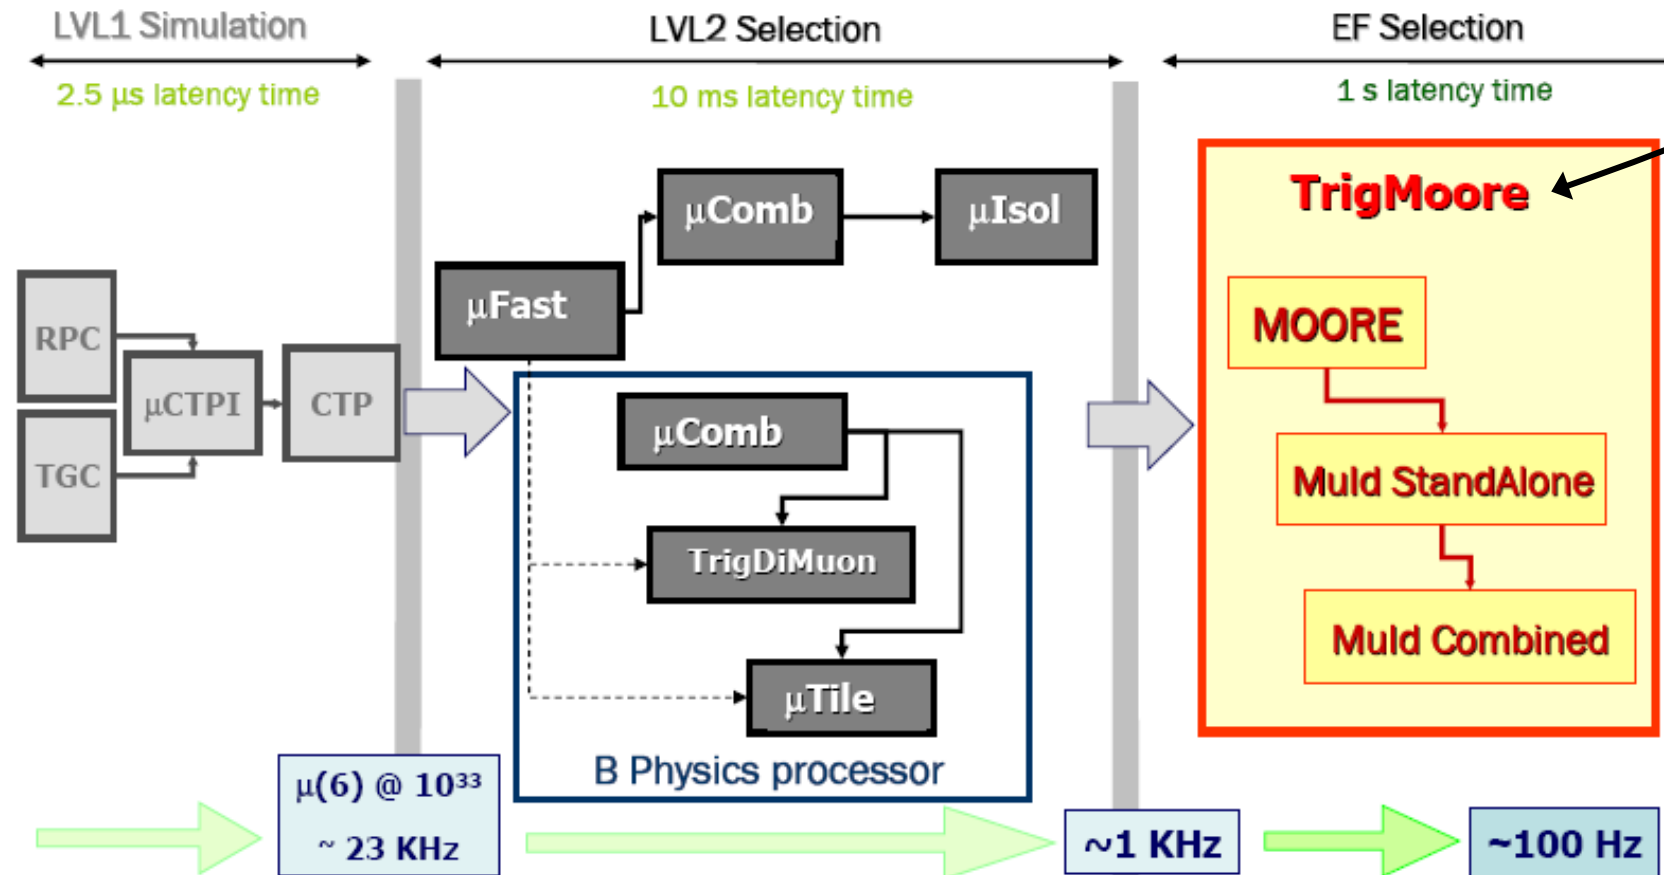 LVL1 Simulation
2.5 μs latency time
LVL2 Selection
10 ms latency time
EF Selection
1 s latency time
RPC
TGC
μCTPI
CTP
μFast
μComb
μIsol
μComb
TrigDiMuon
μTile
B Physics processor
TrigMoore
MOORE
MuId StandAlone
MuId Combined
μ(6) @ 10³³
~ 23 KHz
~1 KHz
~100 Hz